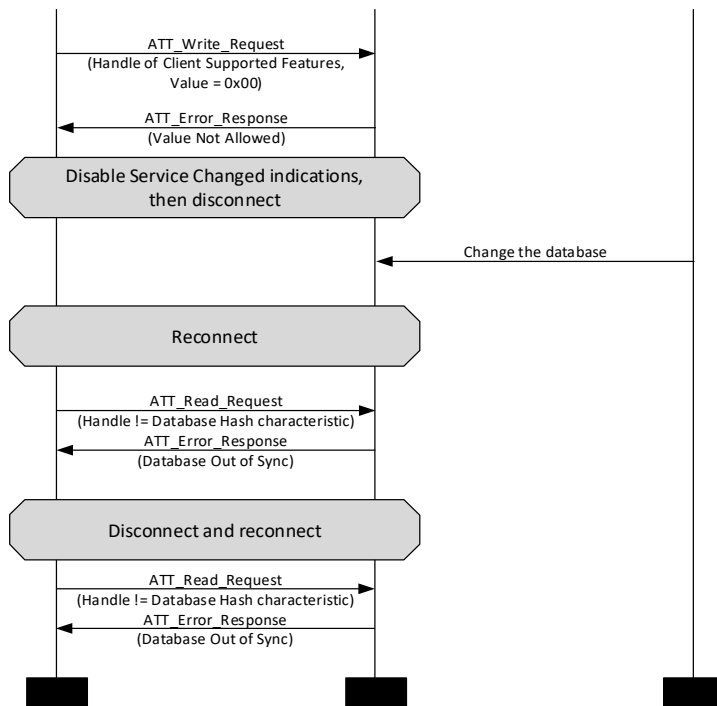 ATT_Write_Request
(Handle of Client Supported Features,
Value = 0x00)
ATT_Error_Response
(Value Not Allowed)
Disable Service Changed indications,
then disconnect
Change the database
Reconnect
ATT_Read_Request
(Handle != Database Hash characteristic)
ATT_Error_Response
(Database Out of Sync)
Disconnect and reconnect
ATT_Read_Request
(Handle != Database Hash characteristic)
ATT_Error_Response
(Database Out of Sync)